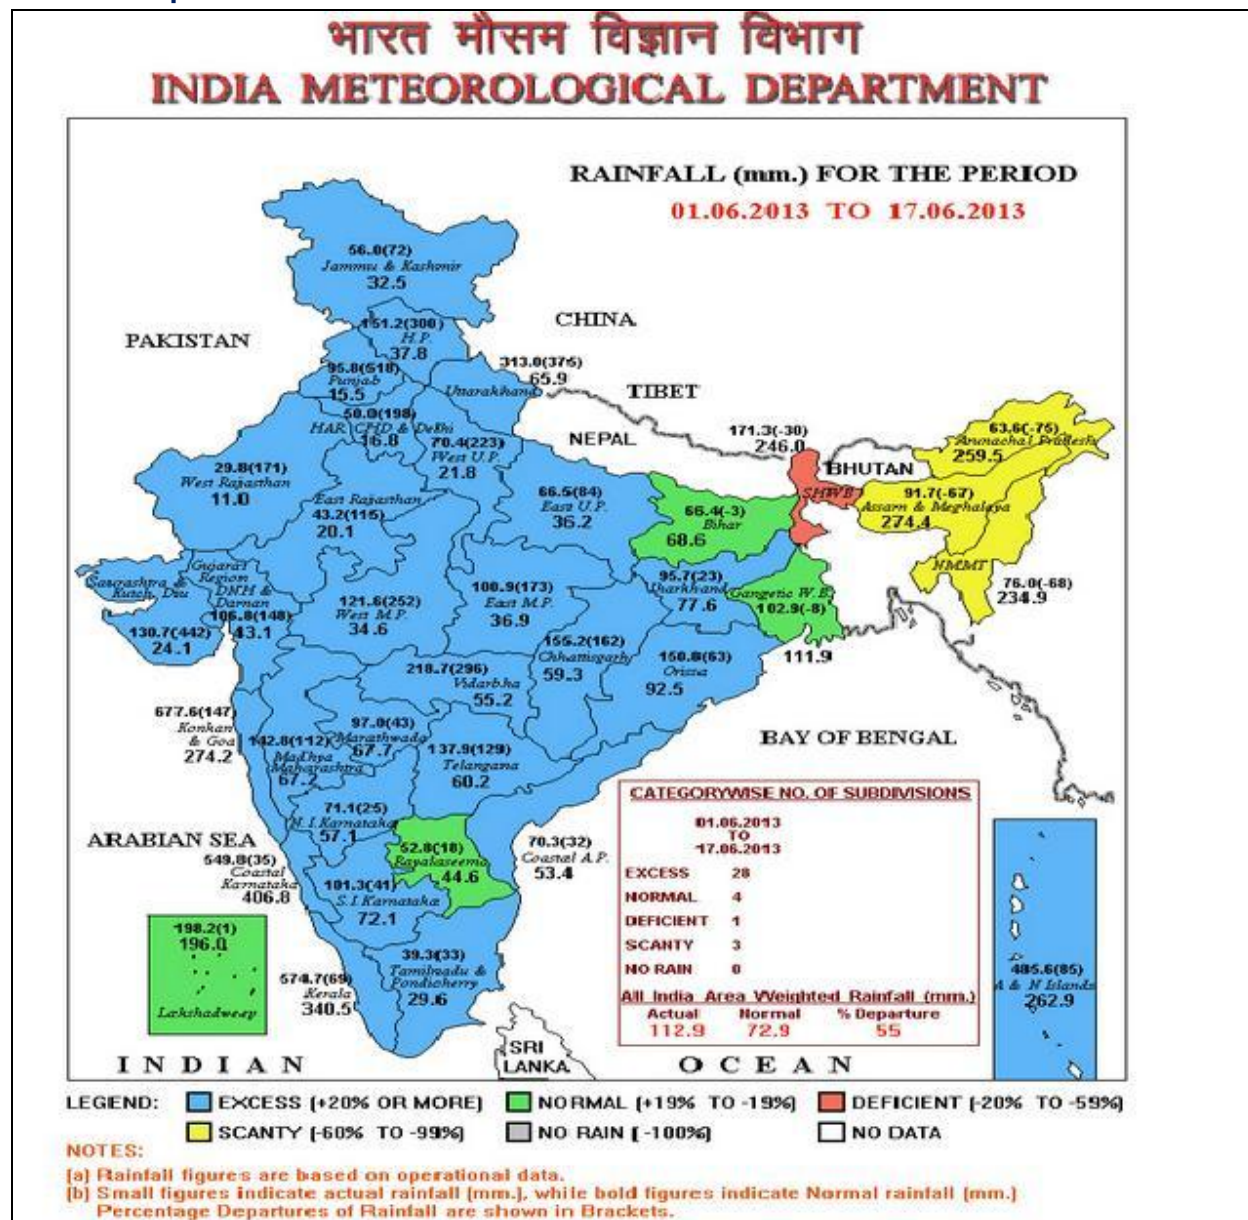 भारत मौसम विज्ञान विभाग
INDIA METEOROLOGICAL DEPARTMENT
RAINFALL (mm.) FOR THE PERIOD
01.06.2013 TO 17.06.2013
56.0(72)
Jammu & Kashmir
32.5
CHINA
PAKISTAN
151.2(300)
H.P.
37.8
95.8(518)
Punjab
15.5
313.0(375)
65.9
Uttarakhand
TIBET
50.0(198)
HAR, CHD & Delhi
16.8
70.4(223)
West U.P.
21.8
NEPAL
171.3(-30)
246.0
63.6(-75)
Arunachal Pradesh
259.5
BHUTAN
29.8(171)
West Rajasthan
11.0
East Rajasthan
43.2(115)
20.1
66.5(84)
East U.P.
36.2
66.4(-3)
Bihar
68.6
SHWB
91.7(-67)
Assam & Meghalaya
274.4
NMMT
76.0(-68)
234.9
Saurashtra &
Kutch, Diu
130.7(442)
24.1
Gujarat
Region
DNH &
Daman
106.8(148)
43.1
121.6(252)
West M.P.
34.6
100.9(173)
East M.P.
36.9
95.7(23)
Jharkhand
77.6
Gangetic W.B.
102.9(-8)
111.9
155.2(162)
Chhattisgarh
59.3
150.8(63)
Orissa
92.5
218.7(296)
Vidarbha
55.2
677.6(147)
Konkan
& Goa
274.2
142.8(112)
Madhya
Maharashtra
67.2
97.0(43)
Marathwada
67.7
137.9(129)
Telangana
60.2
BAY OF BENGAL
71.1(25)
N.I.Karnataka
57.1
ARABIAN SEA
549.8(35)
Coastal
Karnataka
406.8
52.8(18)
Rayalaseema
44.6
70.3(32)
Coastal A.P.
53.4
101.3(41)
S.I.Karnataka
72.1
198.2(1)
196.0
Lakshadweep
574.7(69)
Kerala
340.5
39.3(33)
Tamilnadu &
Pondicherry
29.6
CATEGORYWISE NO. OF SUBDIVISIONS
01.06.2013
TO
17.06.2013
EXCESS 28
NORMAL 4
DEFICIENT 1
SCANTY 3
NO RAIN 0
All India Area Weighted Rainfall (mm.)
Actual Normal % Departure
112.9 72.9 55
485.6(85)
A & N Islands
262.9
SRI
LANKA
INDIAN OCEAN
LEGEND: EXCESS (+20% OR MORE) NORMAL (+19% TO -19%) DEFICIENT (-20% TO -59%)
SCANTY (-60% TO -99%) NO RAIN (-100%) NO DATA
NOTES:
(a) Rainfall figures are based on operational data.
(b) Small figures indicate actual rainfall (mm.), while bold figures indicate Normal rainfall (mm.)
Percentage Departures of Rainfall are shown in Brackets.